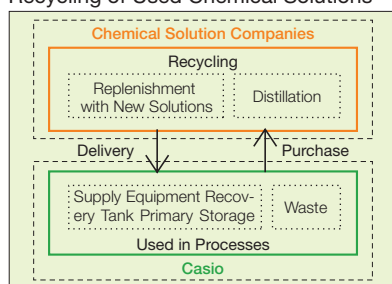 Recycling of Used Chemical Solutions
Chemical Solution Companies
Recycling
Replenishment
with New Solutions
Distillation
Delivery
Purchase
Supply Equipment Recov-
ery Tank Primary Storage
Waste
Used in Processes
Casio